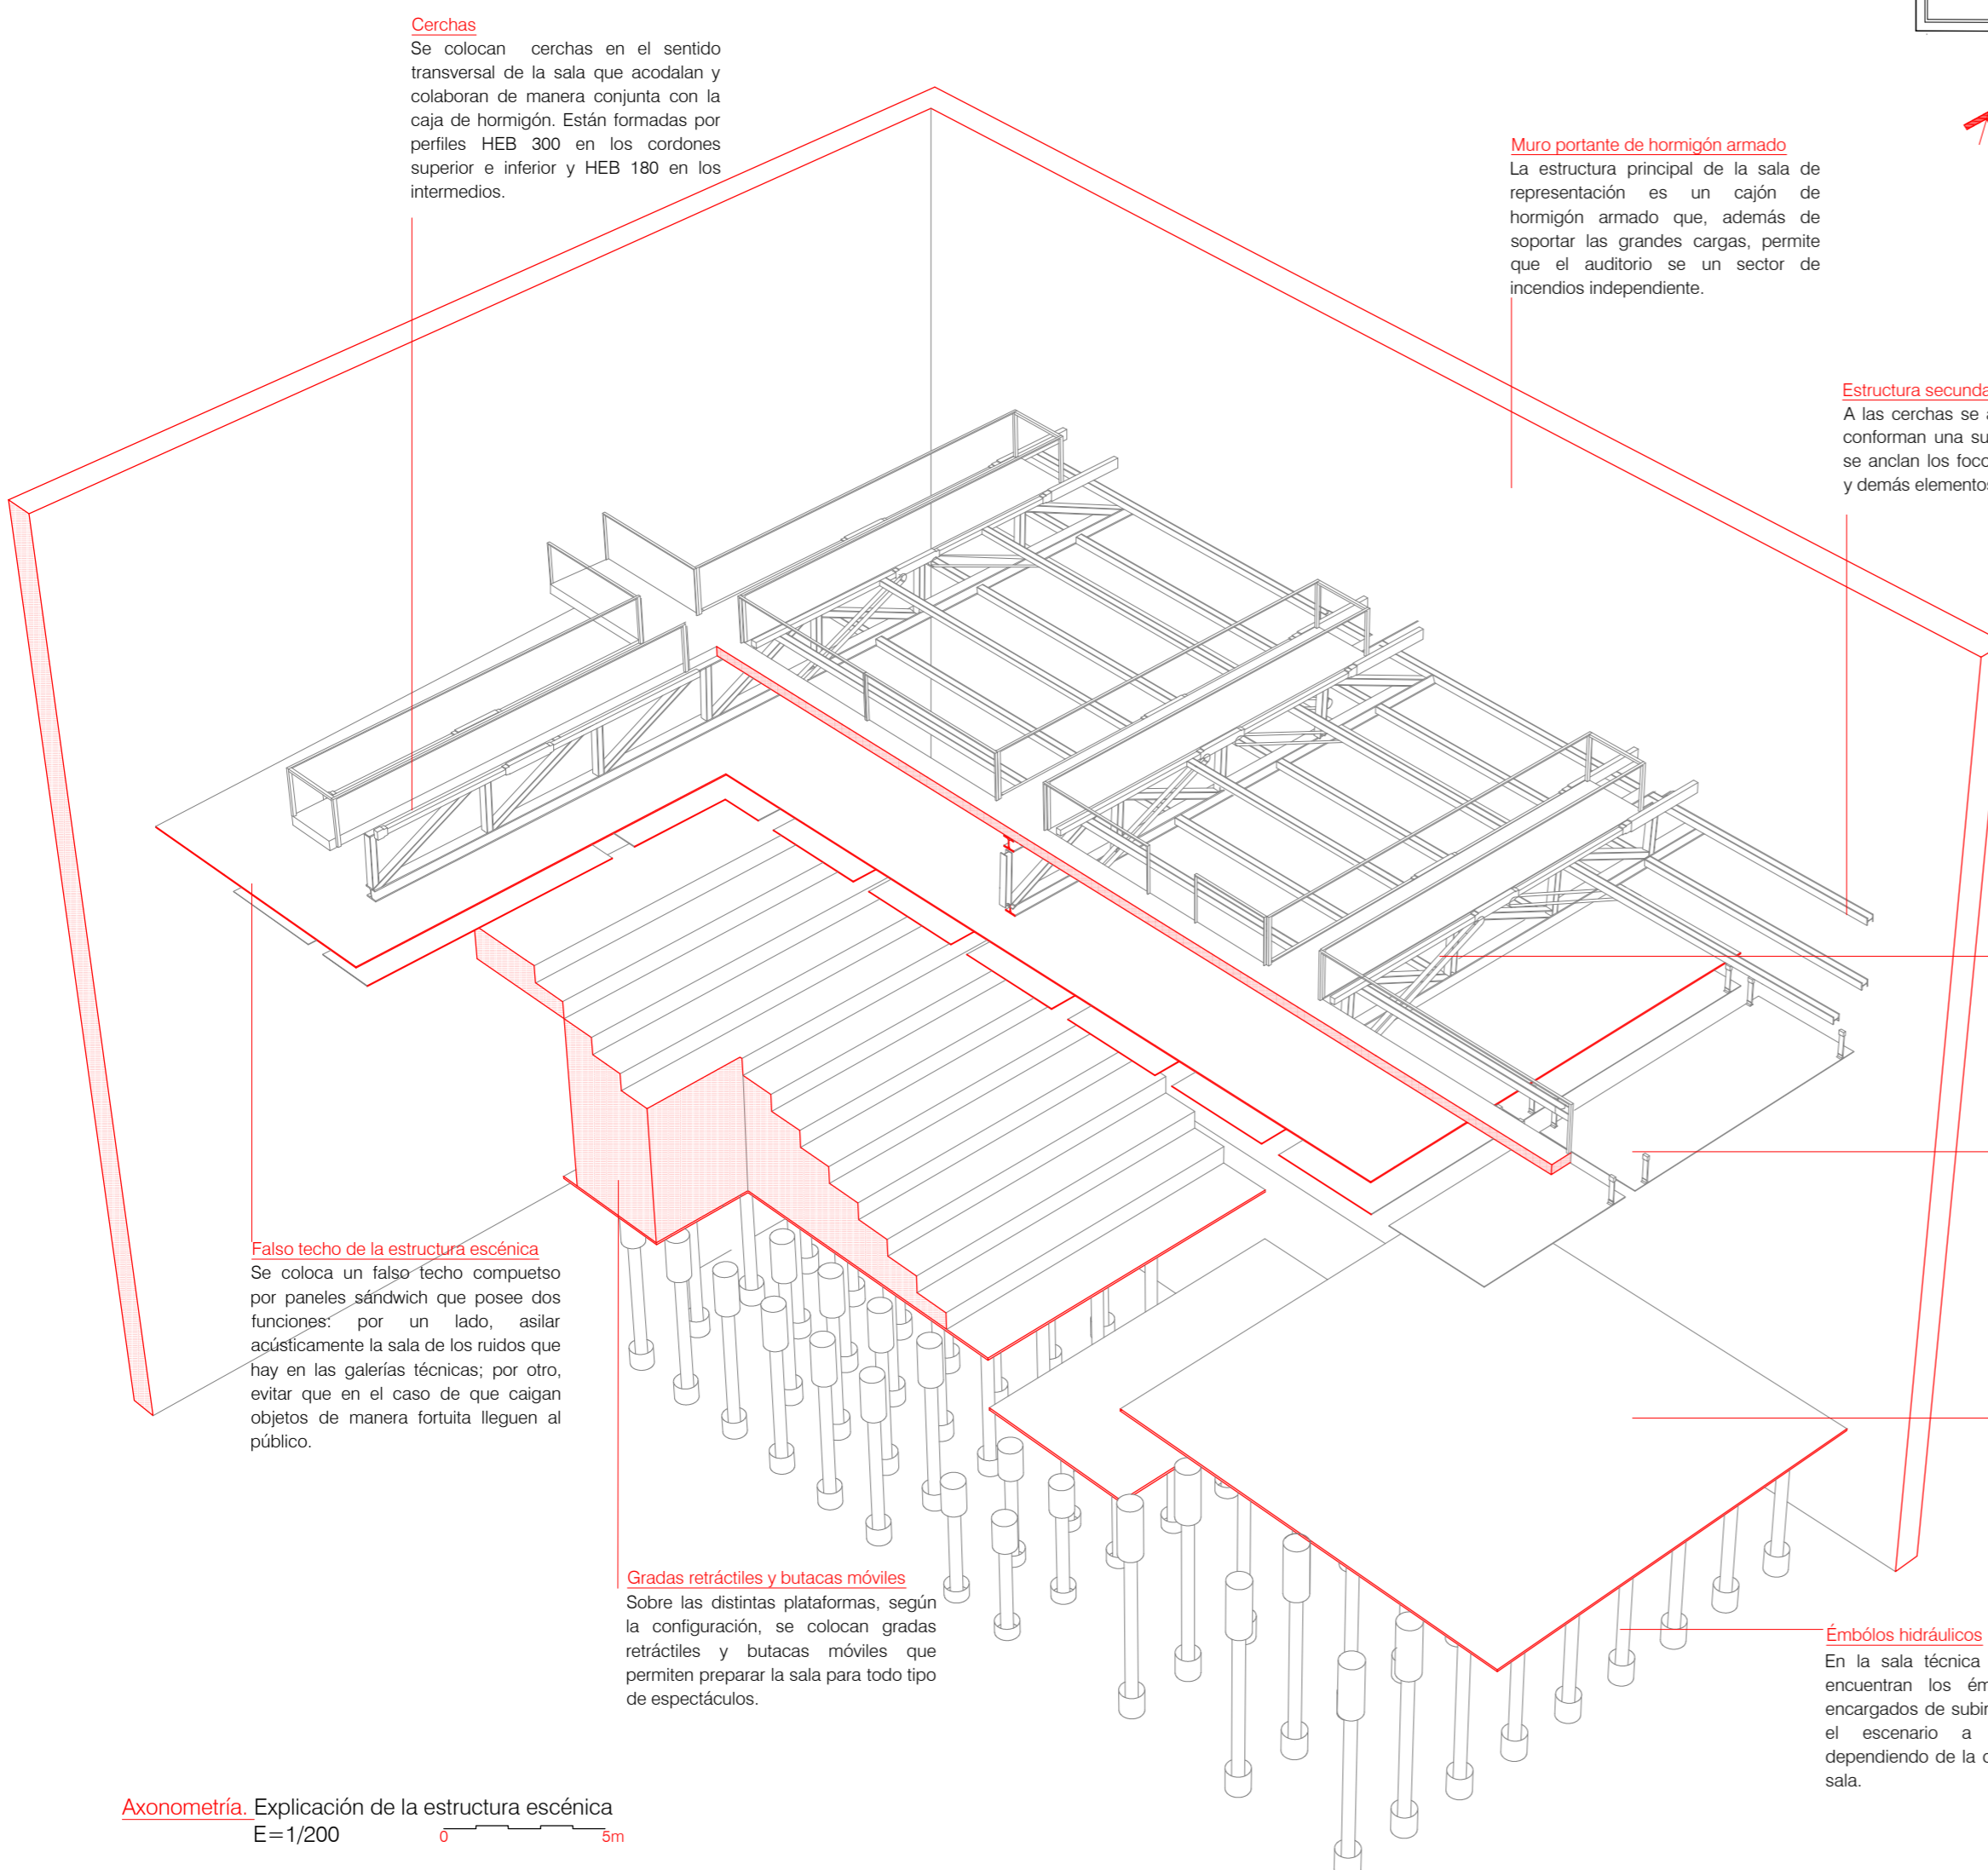 Cerchas
Se colocan cerchas en el sentido
transversal de la sala que acodalan y
colaboran de manera conjunta con la
caja de hormigón. Están formadas por
perfiles HEB 300 en los cordones
superior e inferior y HEB 180 en los
intermedios.
Muro portante de hormigón armado
La estructura principal de la sala de
representación es un cajón de
hormigón armado que, además de
soportar las grandes cargas, permite
que el auditorio se un sector de
incendios independiente.
Estructura secunda
A las cerchas se a
conforman una su
se anclan los foco
y demás elementos
Falso techo de la estructura escénica
Se coloca un falso techo compuetso
por paneles sándwich que posee dos
funciones: por un lado, asilar
acústicamente la sala de los ruidos que
hay en las galerías técnicas; por otro,
evitar que en el caso de que caigan
objetos de manera fortuita lleguen al
público.
Gradas retráctiles y butacas móviles
Sobre las distintas plataformas, según
la configuración, se colocan gradas
retráctiles y butacas móviles que
permiten preparar la sala para todo tipo
de espectáculos.
Émbólos hidráulicos
En la sala técnica
encuentran los ém
encargados de subir
el escenario a
dependiendo de la c
sala.
Axonometría. Explicación de la estructura escénica
E=1/200
0 5m